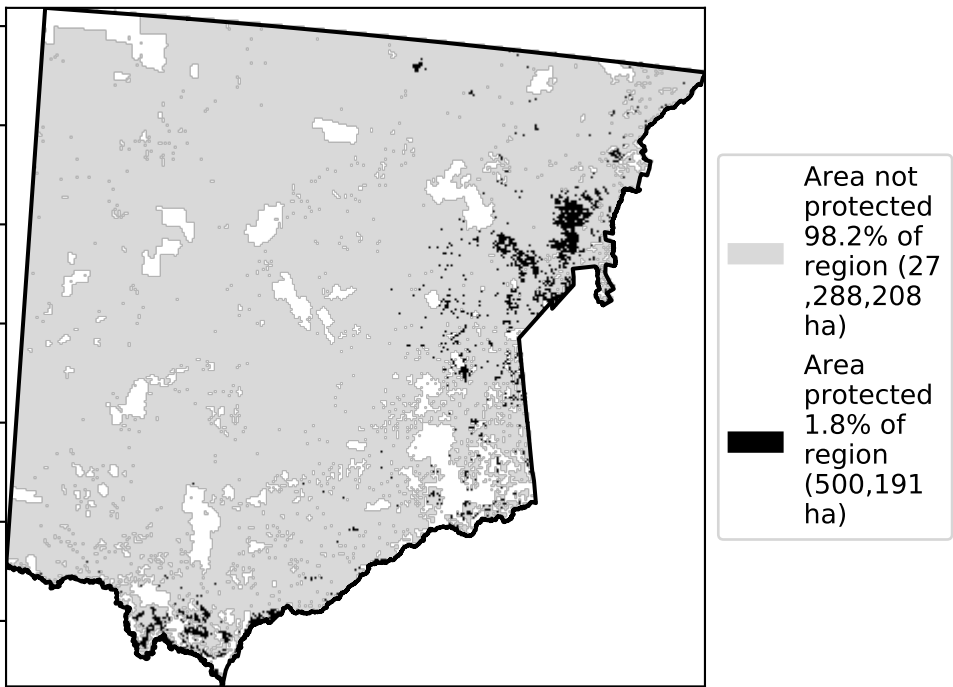 Area not
protected
98.2% of
region (27
,288,208
ha)
Area
protected
1.8% of
region
(500,191
ha)